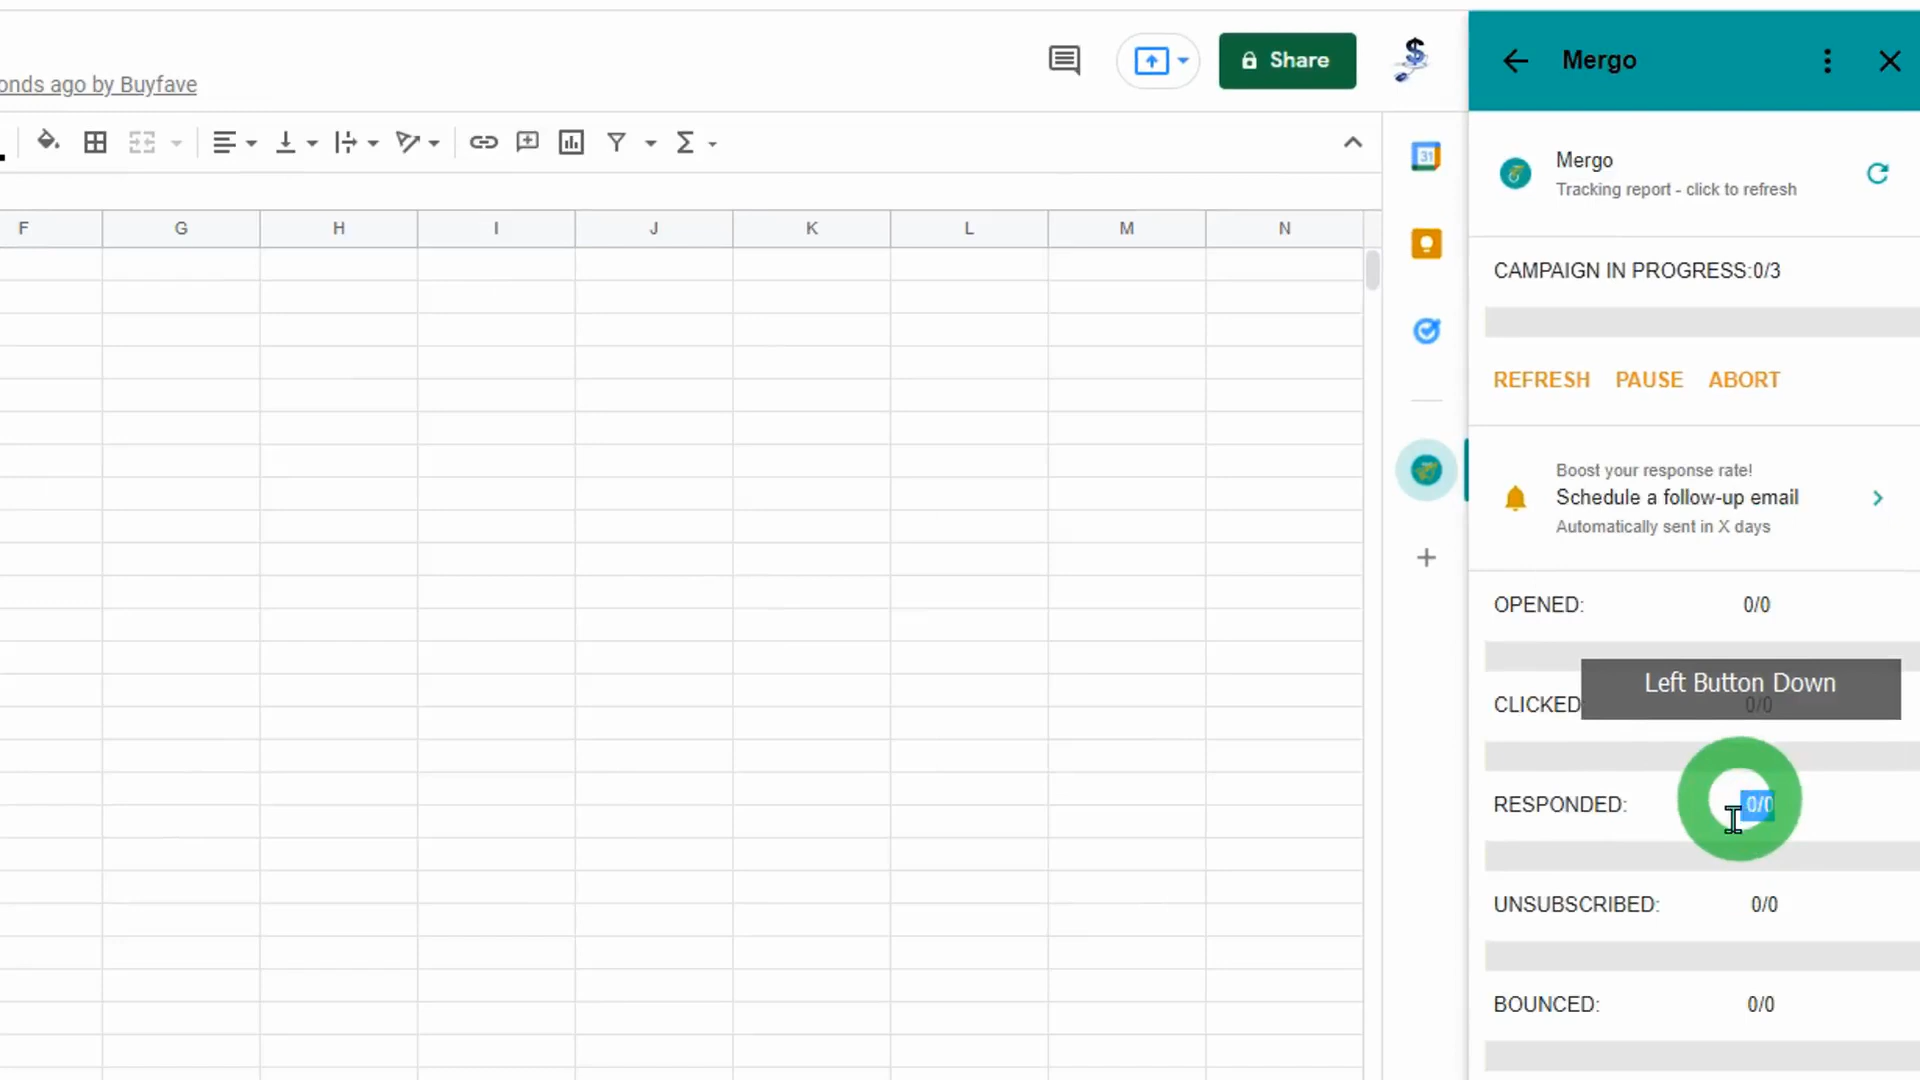 Share
Mergo
onds ago by Buyfave
31
Mergo
Tracking report - click to refresh
F G H I J K L M N
CAMPAIGN IN PROGRESS:0/3
REFRESH PAUSE ABORT
Boost your response rate!
Schedule a follow-up email
Automatically sent in X days
OPENED: 0/0
Left Button Down
CLICKED: 0/0
RESPONDED: 0/0
UNSUBSCRIBED: 0/0
BOUNCED: 0/0